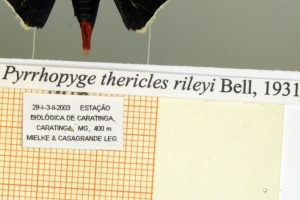 Pyrrhopyge thericles rileyi Bell, 1931
29-I-3-II-2003 ESTAÇÃO
BIOLÓGICA DE CARATINGA,
CARATINGA, MG, 400 m
MIELKE & CASAGRANDE LEG.